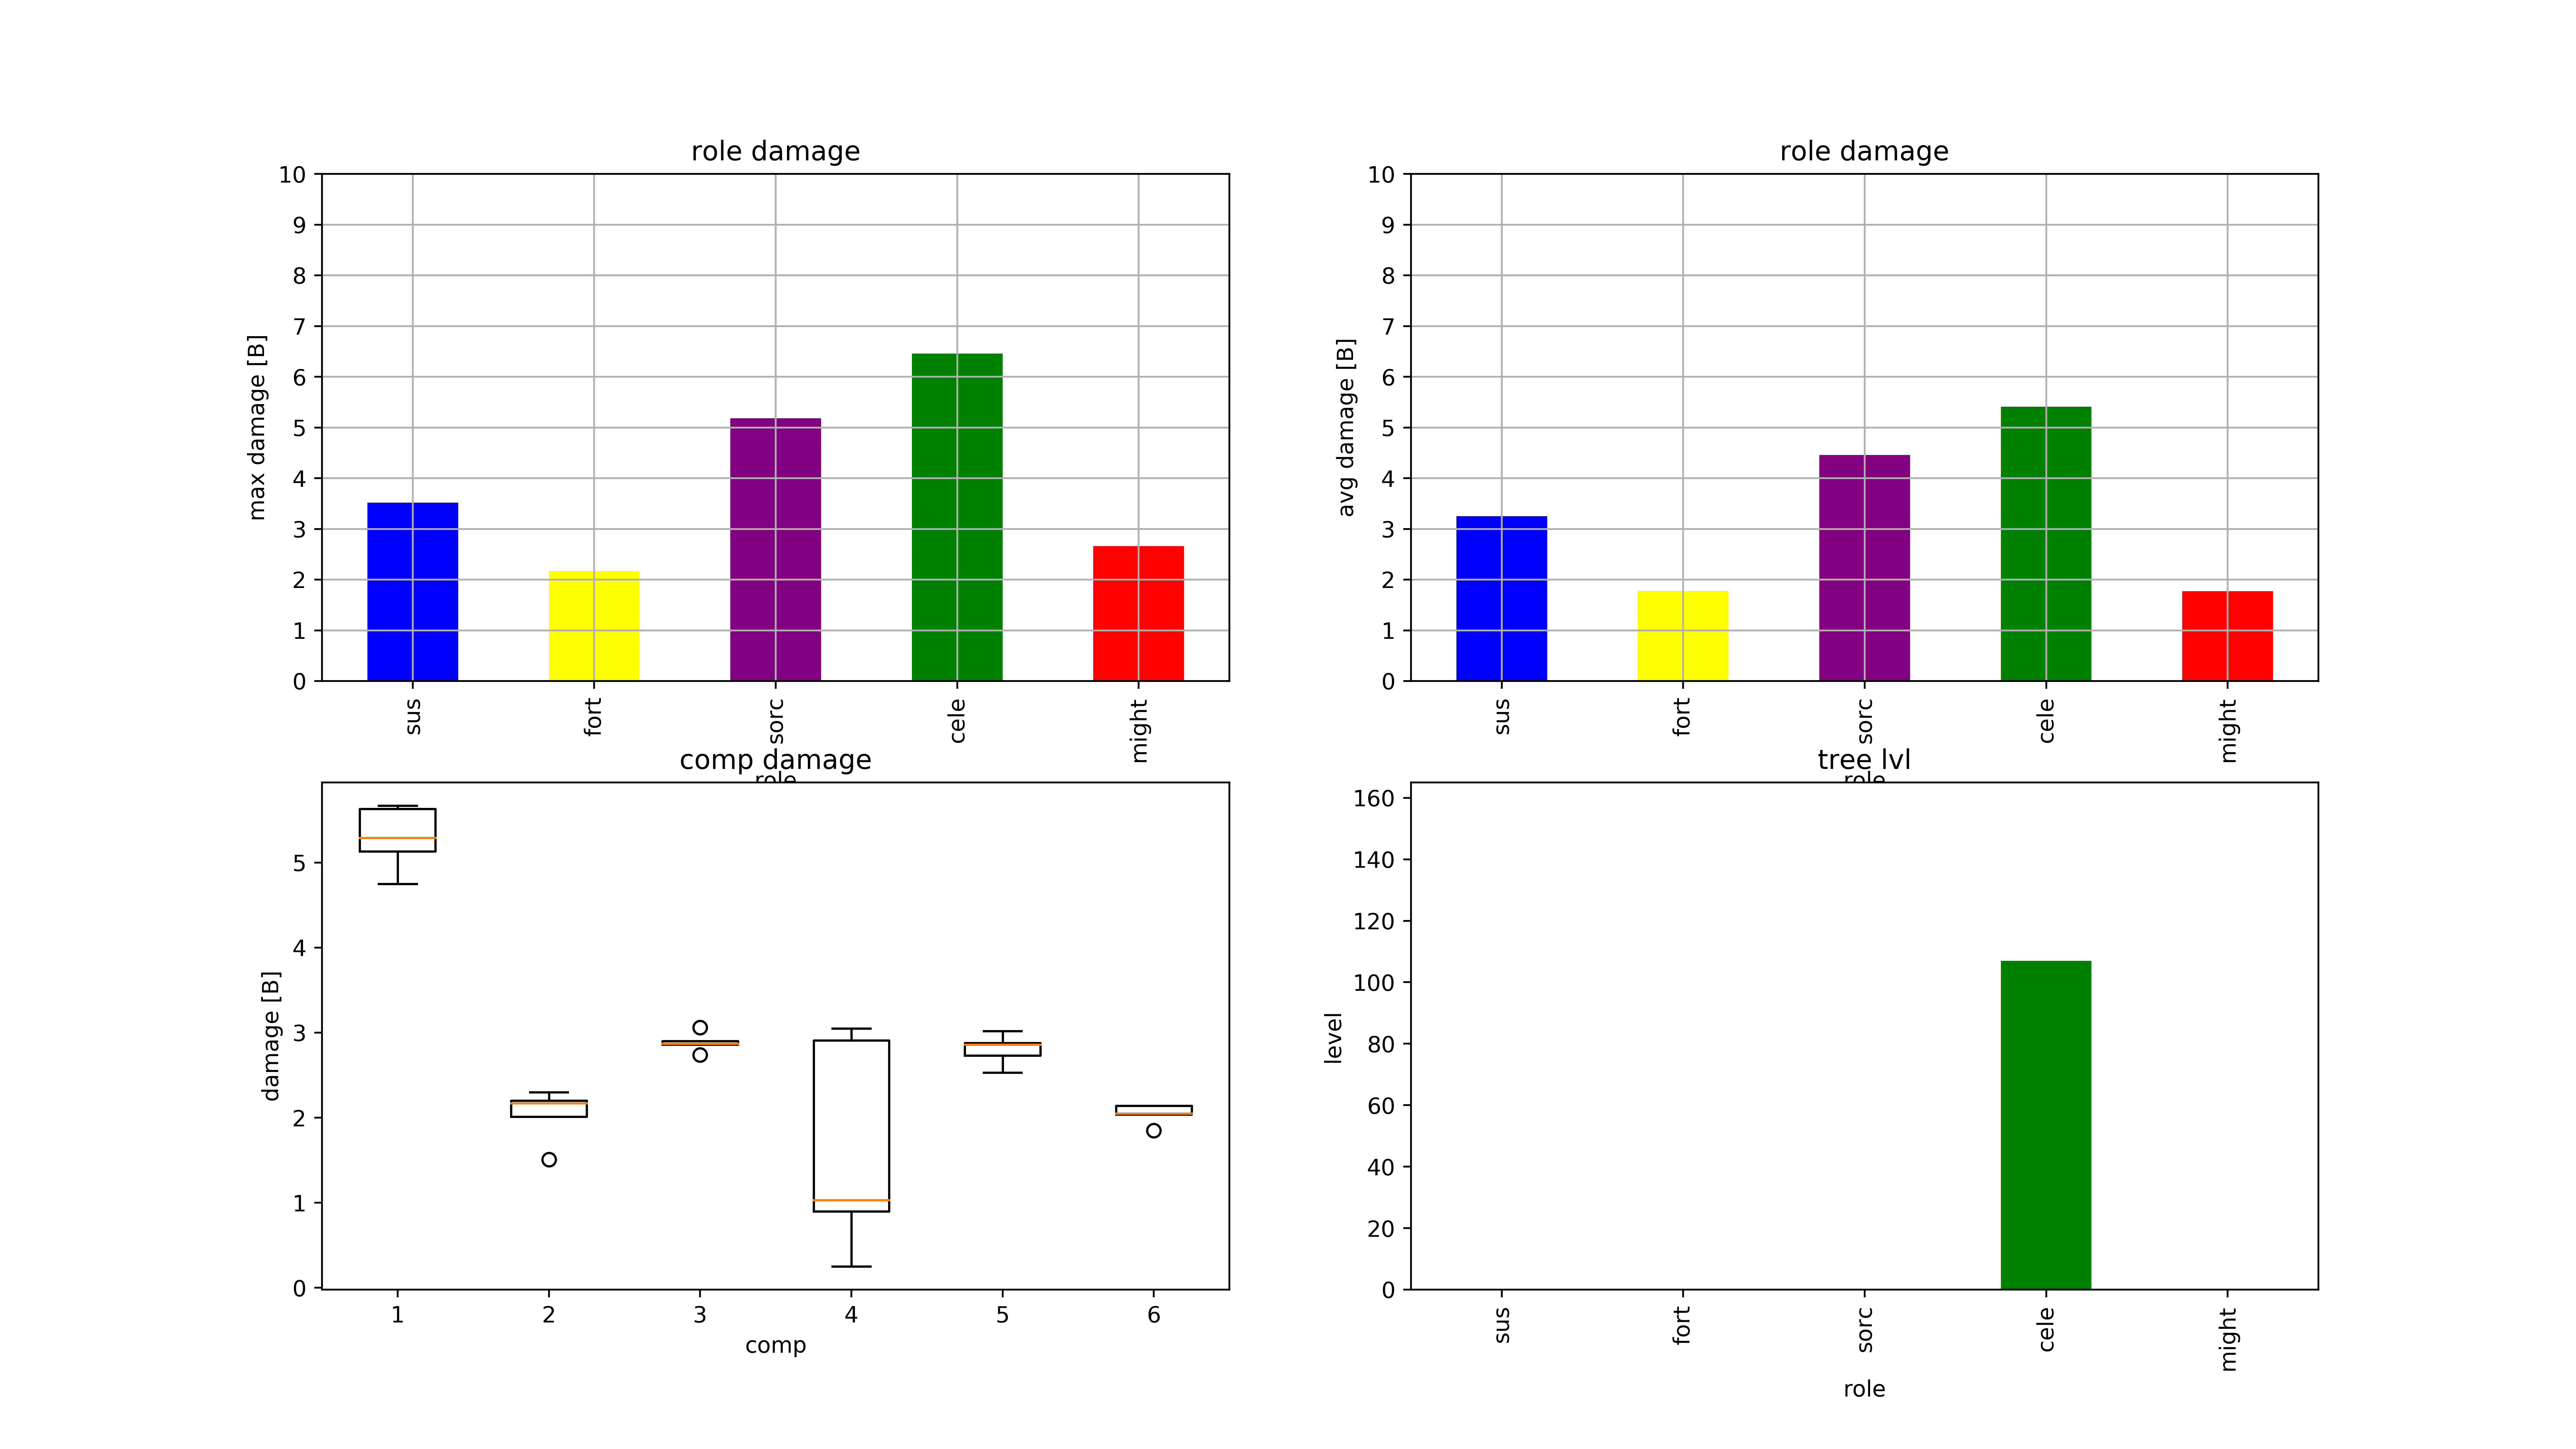 role damage
10
9
8
7
6
5
4
3
2
1
0
max damage [B]
sus
fort
sorc
cele
might
role
role damage
10
9
8
7
6
5
4
3
2
1
0
avg damage [B]
sus
fort
sorc
cele
might
role
comp damage
5
4
3
2
1
0
damage [B]
1 2 3 4 5 6
comp
tree lvl
160
140
120
100
80
60
40
20
0
level
sus
fort
sorc
cele
might
role